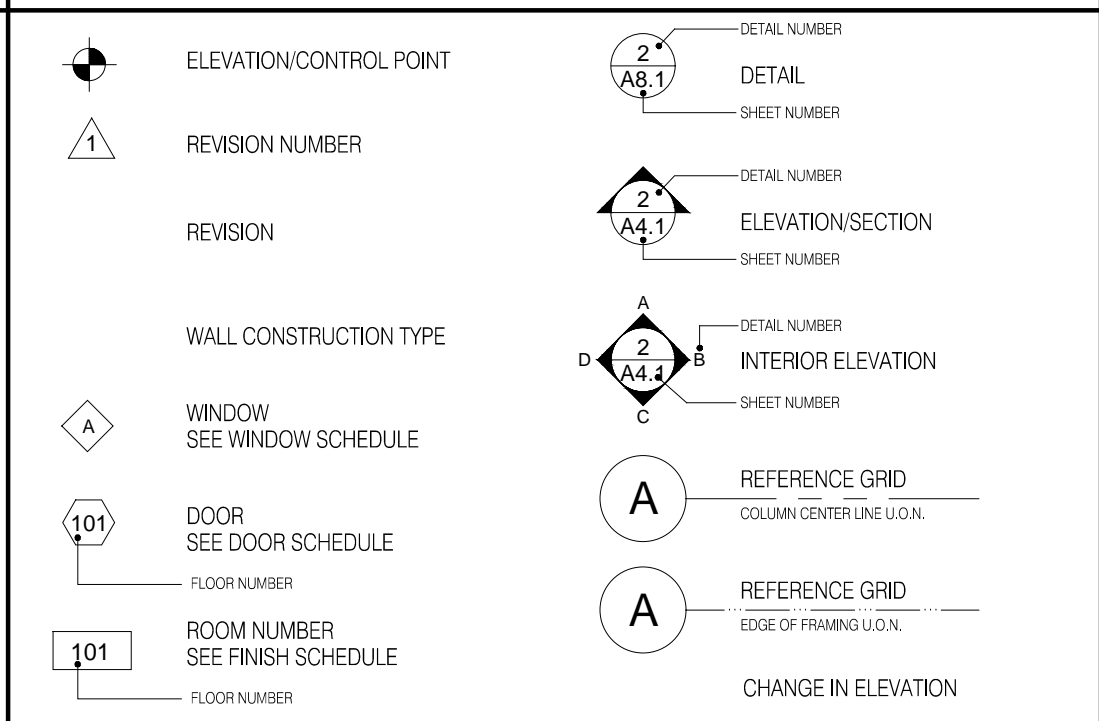 ELEVATION/CONTROL POINT
1
REVISION NUMBER
REVISION
WALL CONSTRUCTION TYPE
A
WINDOW
SEE WINDOW SCHEDULE
101
DOOR
SEE DOOR SCHEDULE
FLOOR NUMBER
101
ROOM NUMBER
SEE FINISH SCHEDULE
FLOOR NUMBER
DETAIL NUMBER
2
A8.1
DETAIL
SHEET NUMBER
DETAIL NUMBER
2
A4.1
ELEVATION/SECTION
SHEET NUMBER
A
DETAIL NUMBER
D
2
B
A4.1
INTERIOR ELEVATION
SHEET NUMBER
C
A
REFERENCE GRID
COLUMN CENTER LINE U.O.N.
A
REFERENCE GRID
EDGE OF FRAMING U.O.N.
CHANGE IN ELEVATION